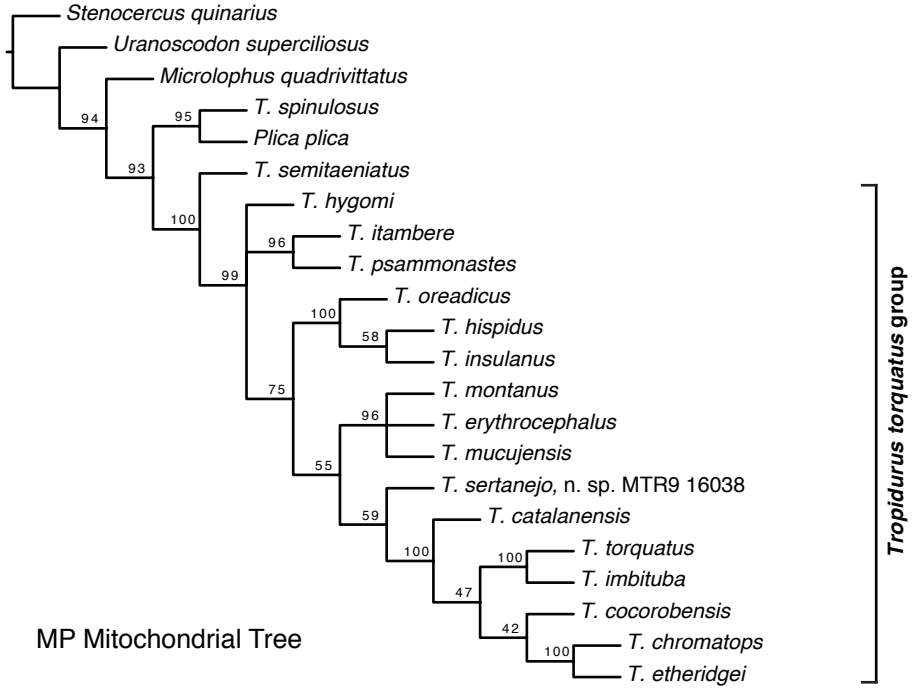 Stenocercus quinarius
Uranoscodon superciliosus
Microlophus quadrivittatus
94
T. spinulosus
95
Plica plica
93
T. semitaeniatus
100
T. hygomi
T. itambere
96
T. psammonastes
99
T. oreadicus
100
T. hispidus
58
T. insulanus
75
T. montanus
96
T. erythrocephalus
T. mucujensis
55
T. sertanejo, n. sp. MTR9 16038
59
T. catalanensis
100
T. torquatus
100
T. imbituba
47
T. cocorobensis
42
T. chromatops
100
T. etheridgei
Tropidurus torquatus group
MP Mitochondrial Tree